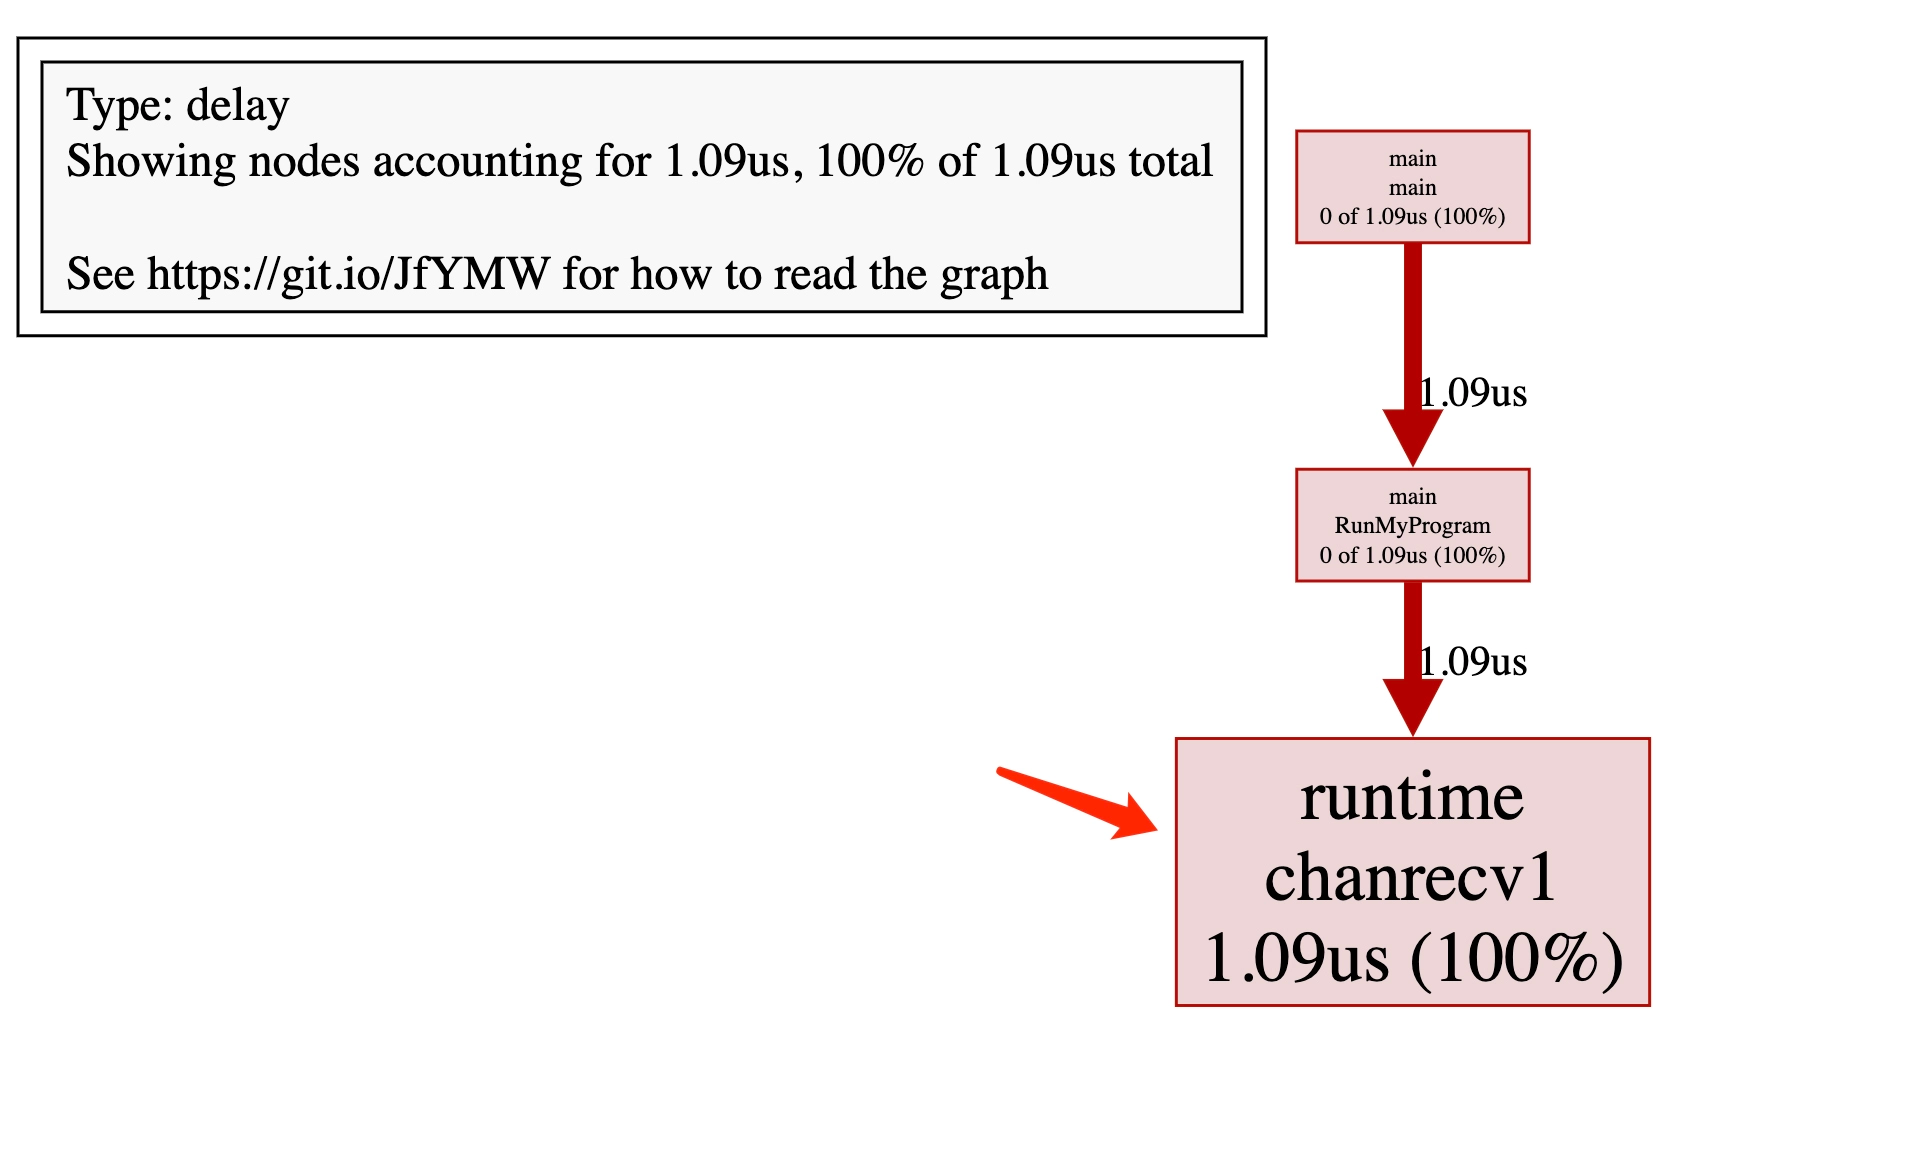 Type: delay
Showing nodes accounting for 1.09us, 100% of 1.09us total
See https://git.io/JfYMW for how to read the graph
main
main
0 of 1.09us (100%)
1.09us
main
RunMyProgram
0 of 1.09us (100%)
1.09us
runtime
chanrecv1
1.09us (100%)